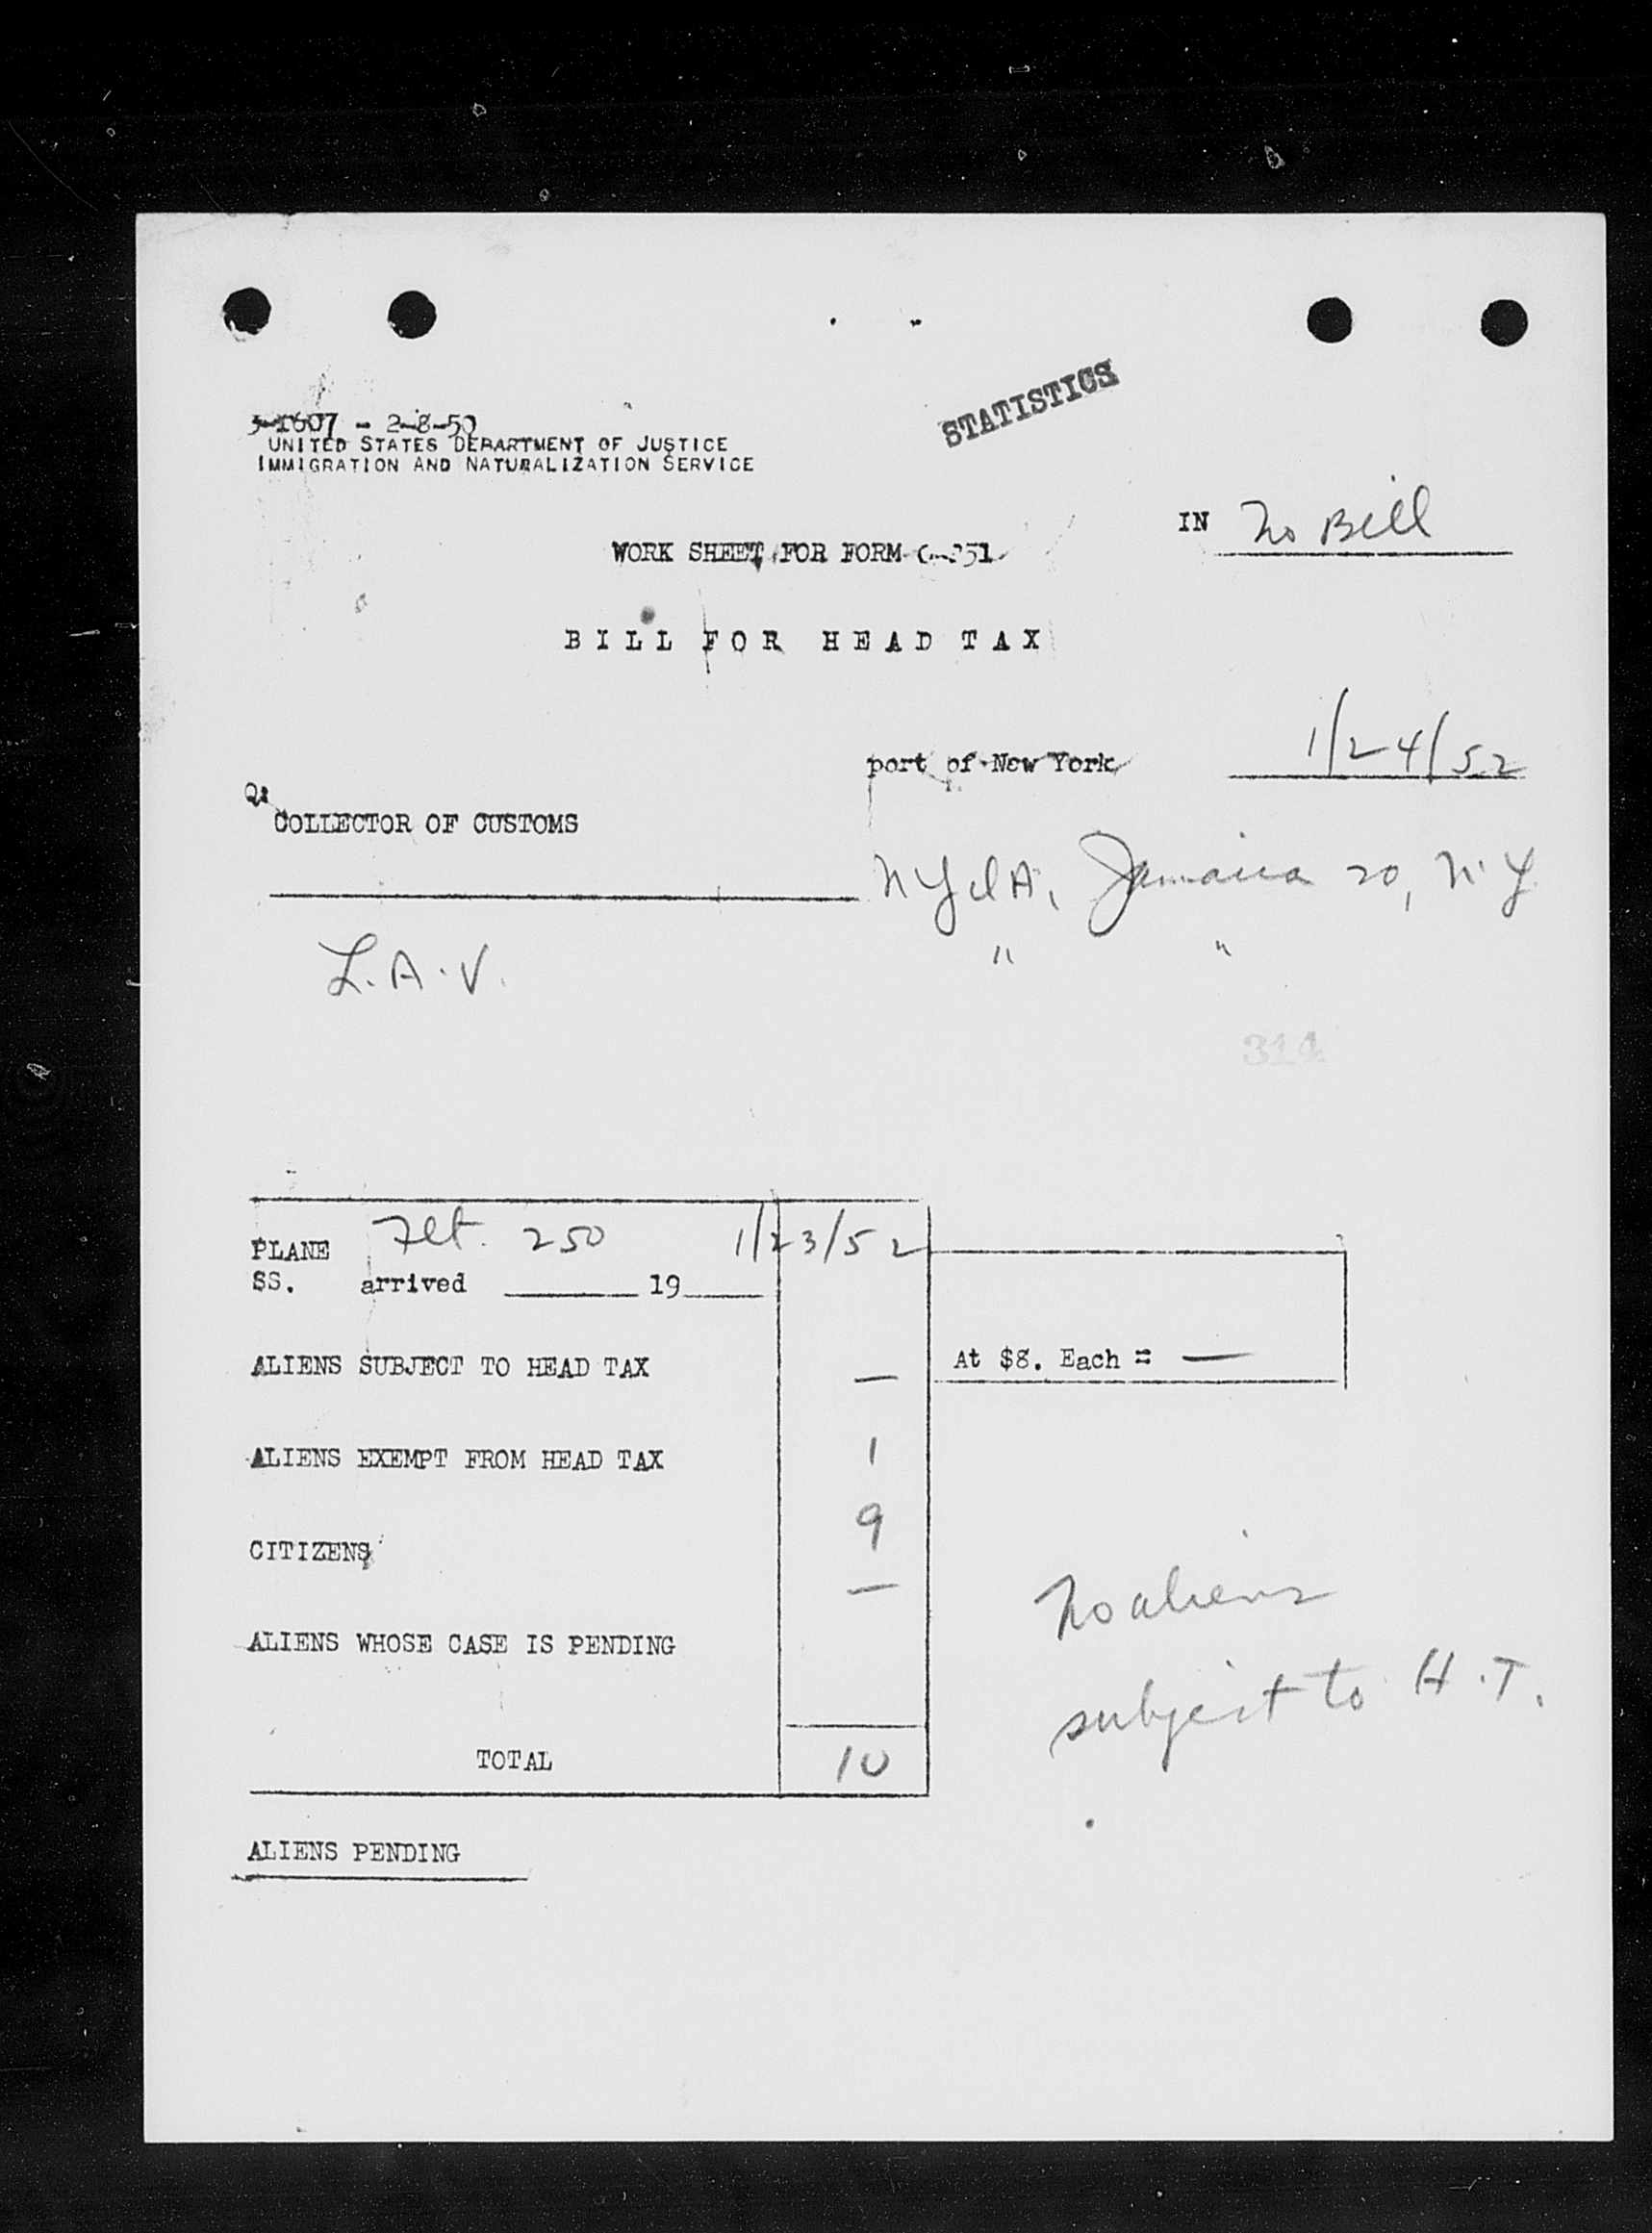 STATISTICS
-1607 - 2-8-50
UNITED STATES DEPARTMENT OF JUSTICE
IMMIGRATION AND NATURALIZATION SERVICE
IN No Bill
WORK SHEET FOR FORM
BILL FOR HEAD TAX
port of New York 1/24/52
COLLECTOR OF CUSTOMS
NYIA, Jamaica 20, N.Y.
L.A.V. " "
314
PLANE Flt. 250 1/23/52
SS. arrived 19
ALIENS SUBJECT TO HEAD TAX — At $8. Each = —
ALIENS EXEMPT FROM HEAD TAX 1
CITIZENS 9
—
ALIENS WHOSE CASE IS PENDING
No aliens
subject to H.T.
TOTAL 10
ALIENS PENDING